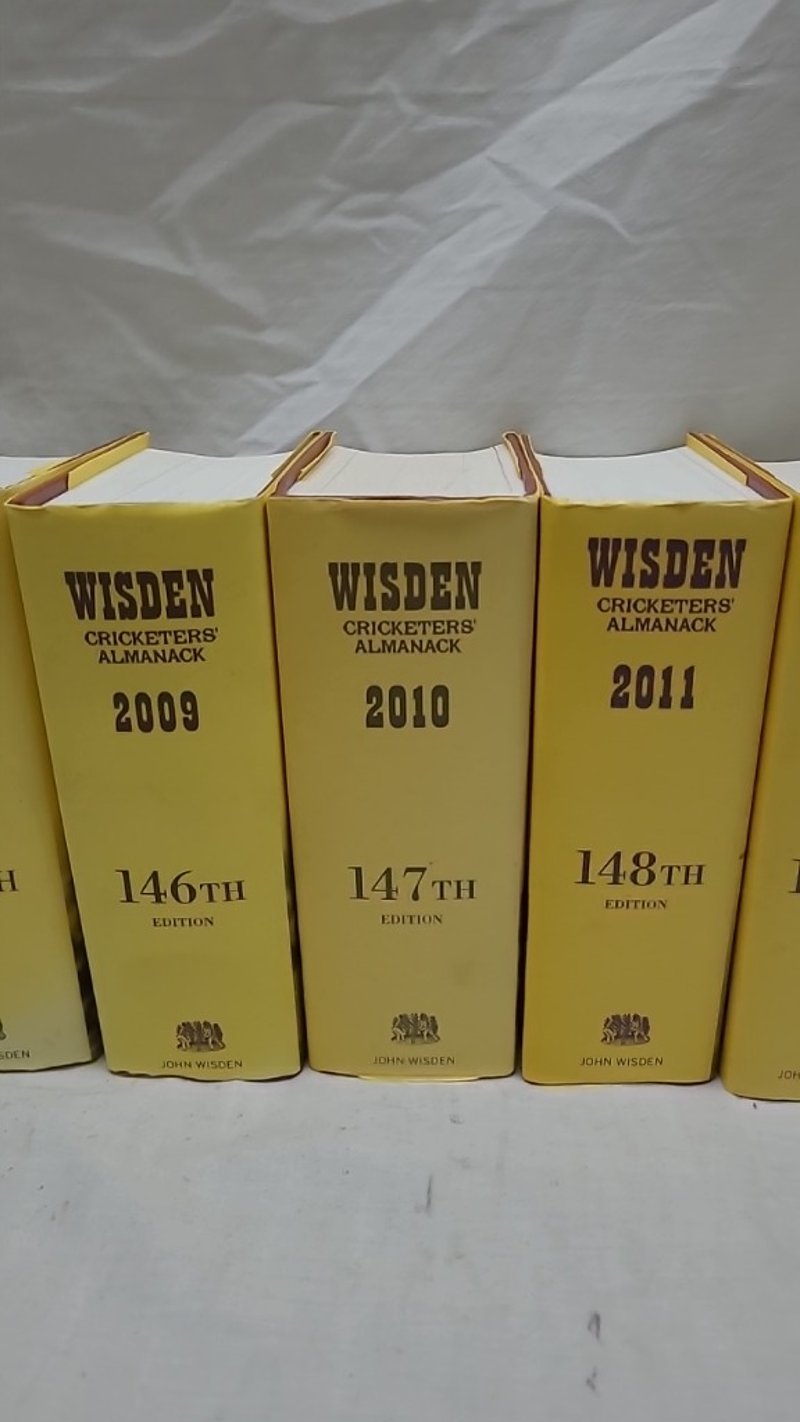 WISDEN
CRICKETERS'
ALMANACK
2009
146TH
EDITION
JOHN WISDEN
WISDEN
CRICKETERS'
ALMANACK
2010
147TH
EDITION
JOHN WISDEN
WISDEN
CRICKETERS'
ALMANACK
2011
148TH
EDITION
JOHN WISDEN